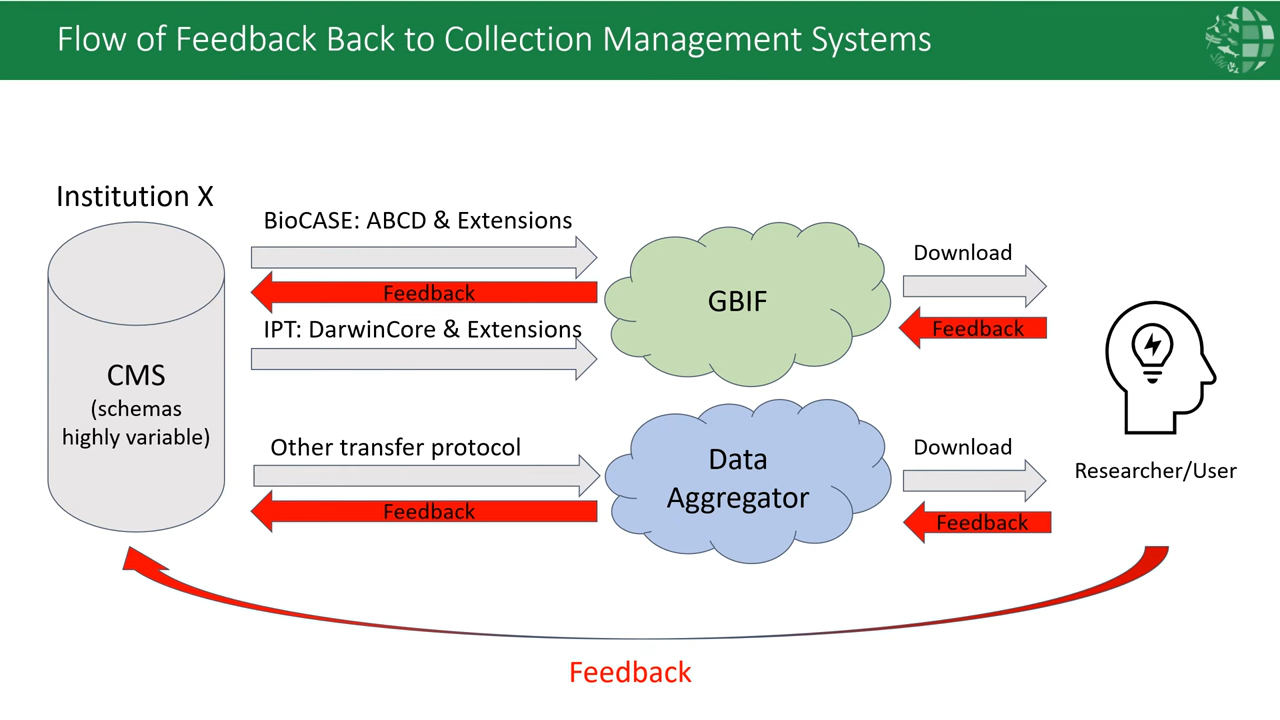 Flow of Feedback Back to Collection Management Systems
Institution X
BioCASE: ABCD & Extensions
Feedback
IPT: DarwinCore & Extensions
CMS
(schemas
highly variable)
GBIF
Download
Feedback
Other transfer protocol
Feedback
Data
Aggregator
Download
Feedback
Researcher/User
Feedback